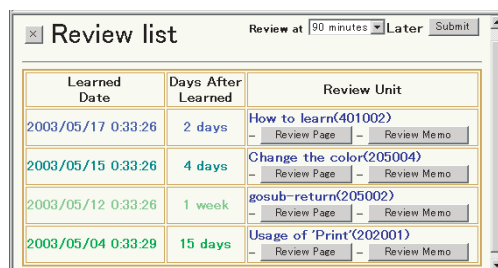 Review list
Review at 90 minutes Later Submit
Learned Date Days After Learned Review Unit
2003/05/17 0:33:26 2 days How to learn(401002)
- Review Page - Review Memo
2003/05/15 0:33:26 4 days Change the color(205004)
- Review Page - Review Memo
2003/05/12 0:33:26 1 week gosub-return(205002)
- Review Page - Review Memo
2003/05/04 0:33:29 15 days Usage of 'Print'(202001)
- Review Page - Review Memo